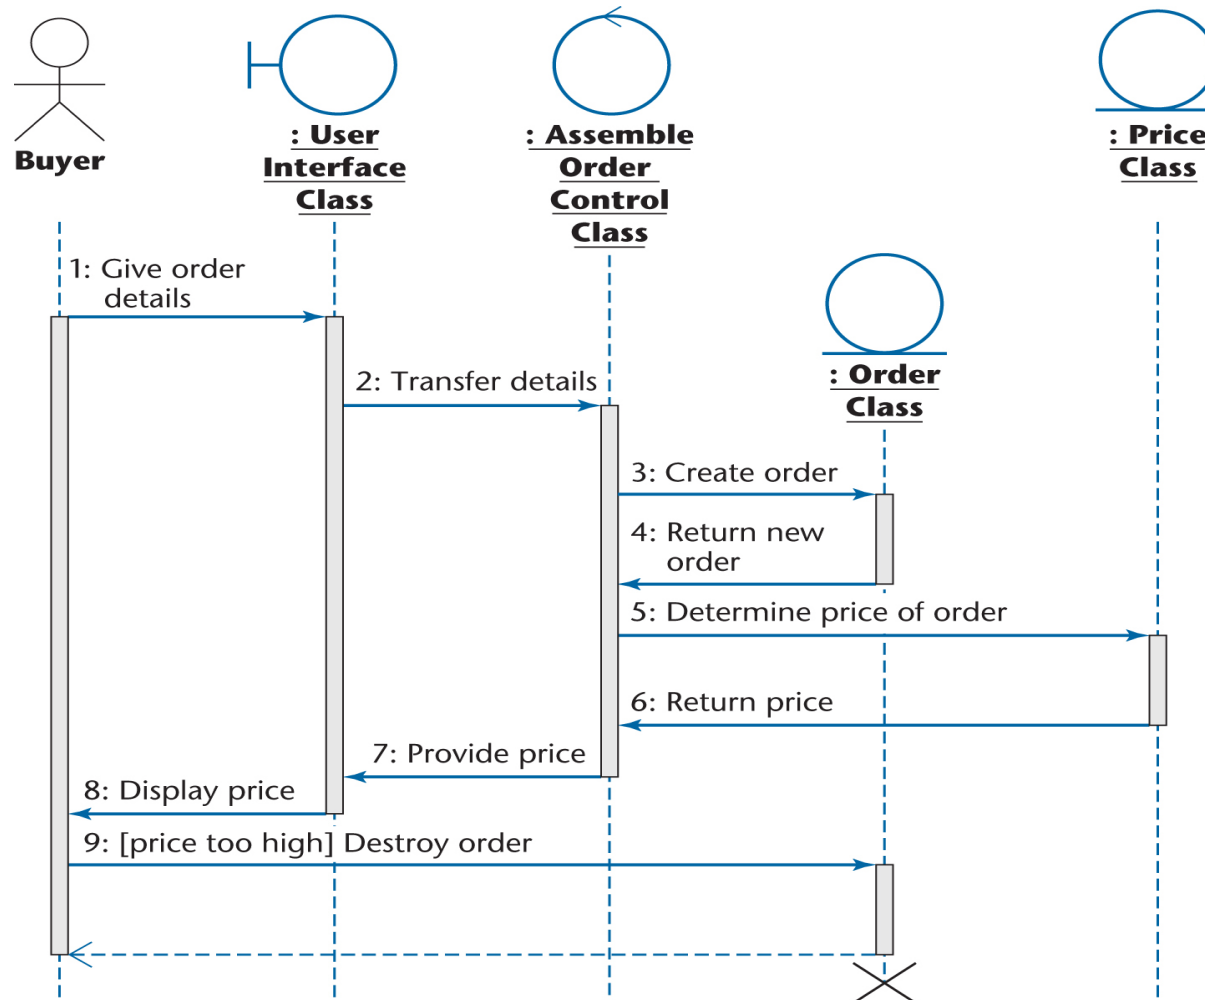 Buyer
: User
Interface
Class
: Assemble
Order
Control
Class
: Price
Class
1: Give order
details
2: Transfer details
: Order
Class
3: Create order
4: Return new
order
5: Determine price of order
6: Return price
7: Provide price
8: Display price
9: [price too high] Destroy order